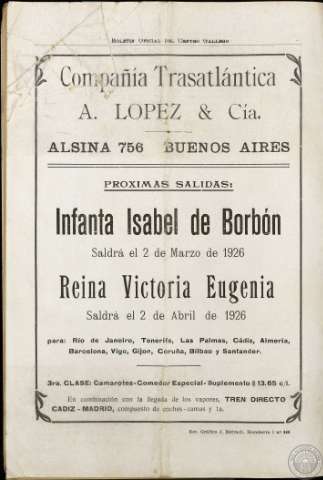 BOLETIN OFICIAL DEL CENTRO GALLEGO
Compañía Trasatlántica
A. LOPEZ & Cía.
ALSINA 756 BUENOS AIRES
PROXIMAS SALIDAS:
Infanta Isabel de Borbón
Saldrá el 2 de Marzo de 1926
Reina Victoria Eugenia
Saldrá el 2 de Abril de 1926
para: Río de Janeiro, Tenerife, Las Palmas, Cádiz, Almería,
Barcelona, Vigo, Gijon, Coruña, Bilbao y Santander.
3ra. CLASE: Camarotes-Comedor Especial-Suplemento $ 13.65 c/l.
En combinación con la llegada de los vapores, TREN DIRECTO
CADIZ - MADRID, compuesto de coches-camas y 1a.